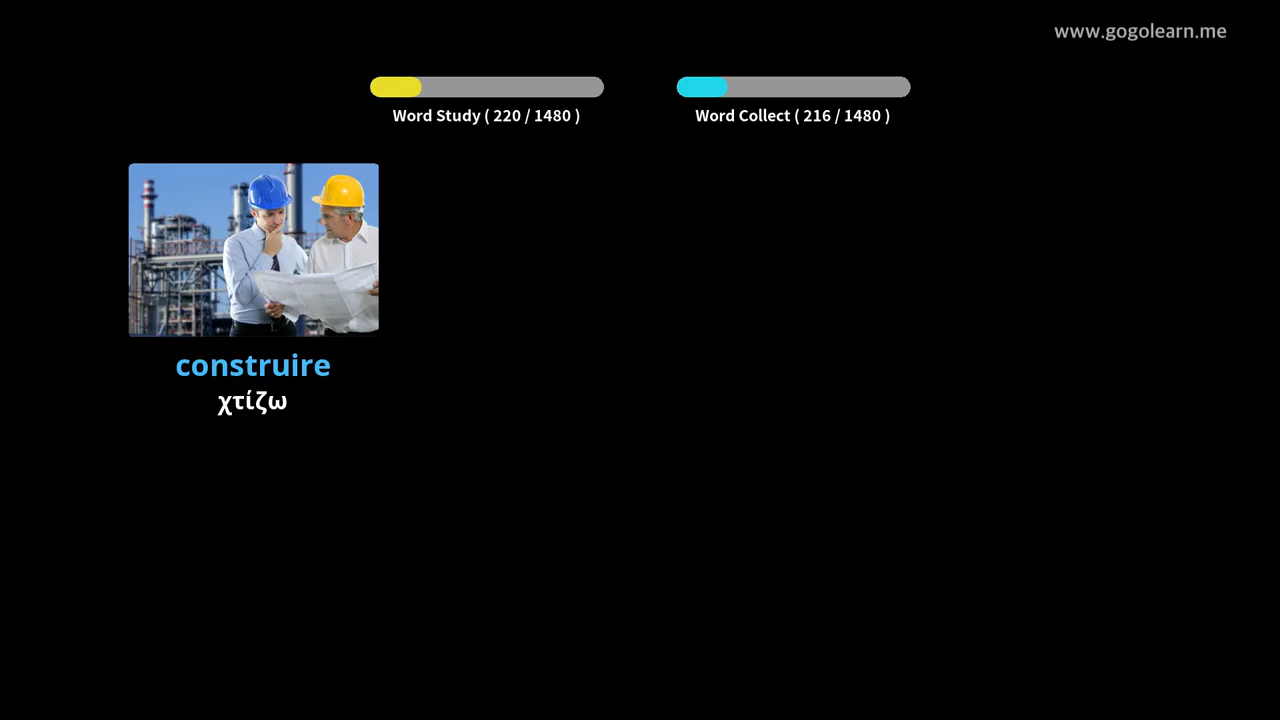 www.gogolearn.me
Word Study ( 220 / 1480 )
Word Collect ( 216 / 1480 )
construire
χτίζω